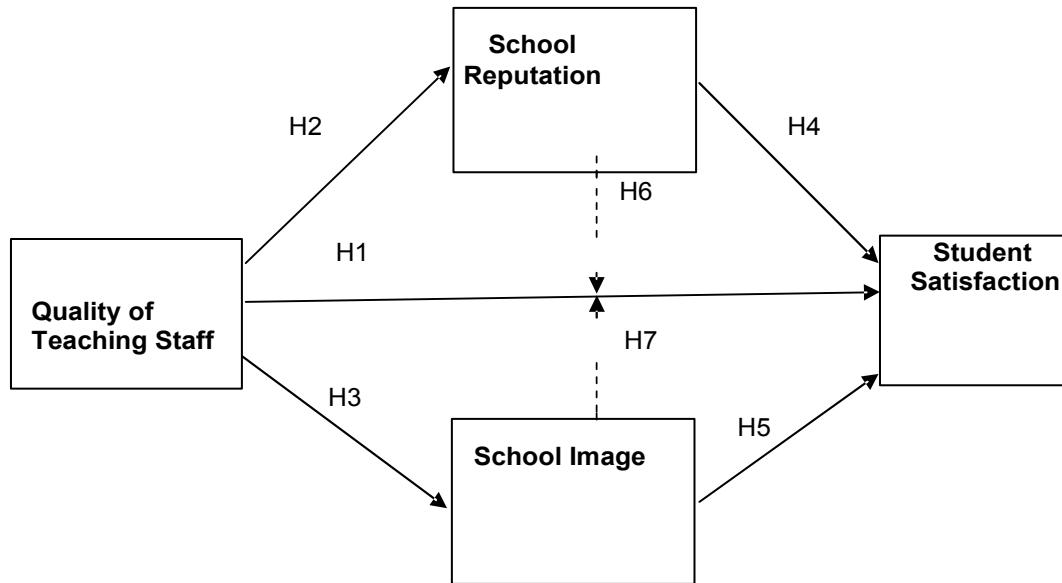 School
Reputation
H2
H4
H6
H1
Student
Satisfaction
Quality of
Teaching Staff
H7
H3
H5
School Image